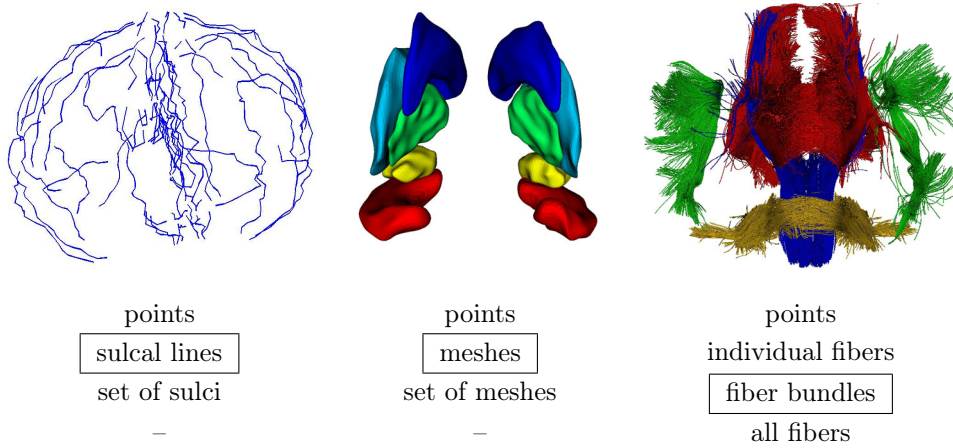 points
sulcal lines
set of sulci
–
points
meshes
set of meshes
–
points
individual fibers
fiber bundles
all fibers